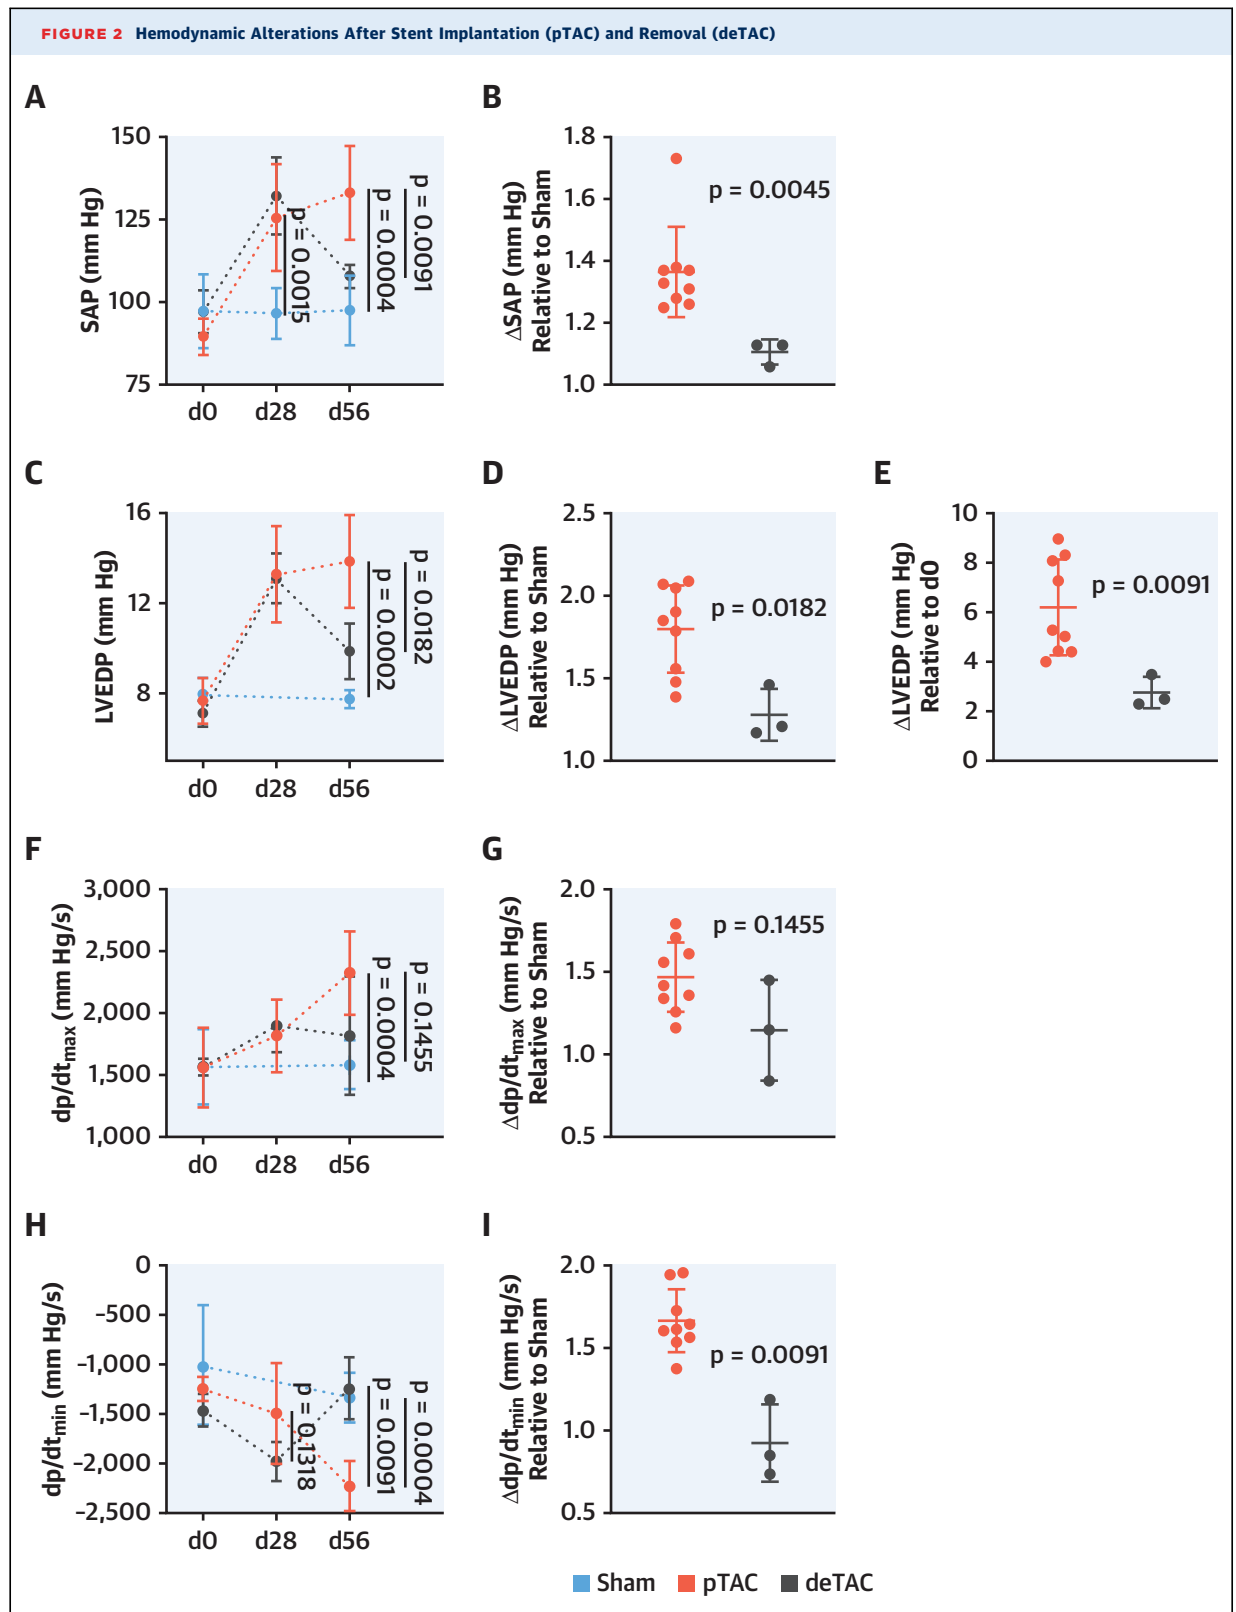 FIGURE 2 Hemodynamic Alterations After Stent Implantation (pTAC) and Removal (deTAC)
A
SAP (mm Hg)
150
125
100
75
d0 d28 d56
p = 0.0015
p = 0.0004
p = 0.0091
B
ΔSAP (mm Hg)
Relative to Sham
1.8
1.6
1.4
1.2
1.0
p = 0.0045
C
LVEDP (mm Hg)
16
12
8
d0 d28 d56
p = 0.0002
p = 0.0182
D
ΔLVEDP (mm Hg)
Relative to Sham
2.5
2.0
1.5
1.0
p = 0.0182
E
ΔLVEDP (mm Hg)
Relative to d0
10
8
6
4
2
0
p = 0.0091
F
dp/dtmax (mm Hg/s)
3,000
2,500
2,000
1,500
1,000
d0 d28 d56
p = 0.0004
p = 0.1455
G
Δdp/dtmax (mm Hg/s)
Relative to Sham
2.0
1.5
1.0
0.5
p = 0.1455
H
dp/dtmin (mm Hg/s)
0
-500
-1,000
-1,500
-2,000
-2,500
d0 d28 d56
p = 0.1318
p = 0.0091
p = 0.0004
I
Δdp/dtmin (mm Hg/s)
Relative to Sham
2.0
1.5
1.0
0.5
p = 0.0091
Sham pTAC deTAC